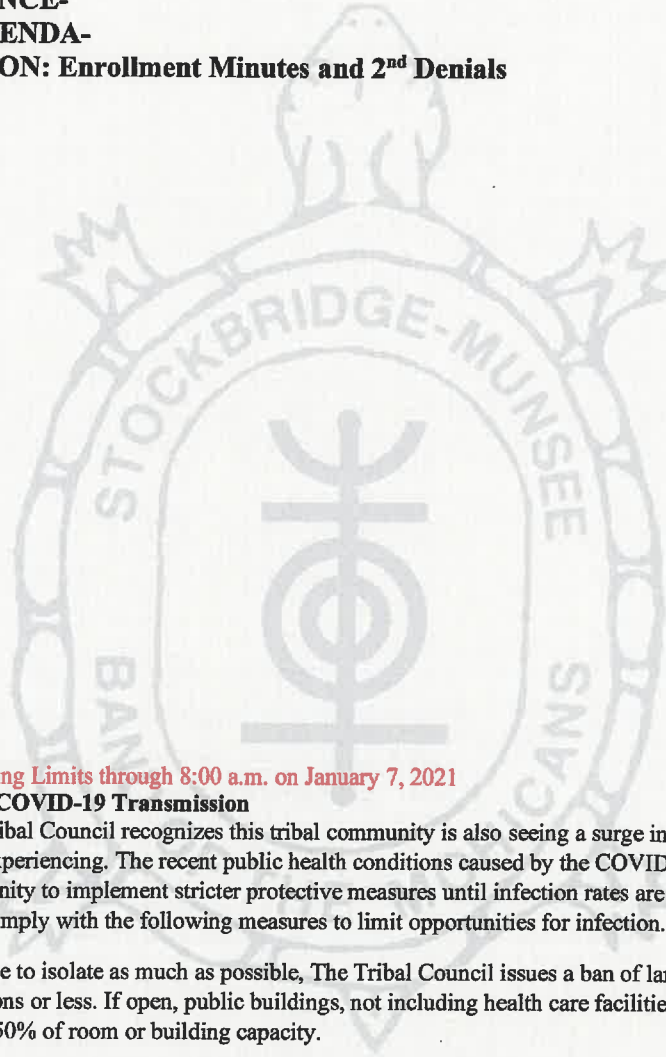 NCE-
ENDA-
ON: Enrollment Minutes and 2nd Denials
STOCKBRIDGE-MUNSEE
BAN
ICANS
ng Limits through 8:00 a.m. on January 7, 2021
COVID-19 Transmission
ibal Council recognizes this tribal community is also seeing a surge in
xperiencing. The recent public health conditions caused by the COVID
nity to implement stricter protective measures until infection rates are
mply with the following measures to limit opportunities for infection.
e to isolate as much as possible, The Tribal Council issues a ban of lar
ons or less. If open, public buildings, not including health care facilitie
50% of room or building capacity.